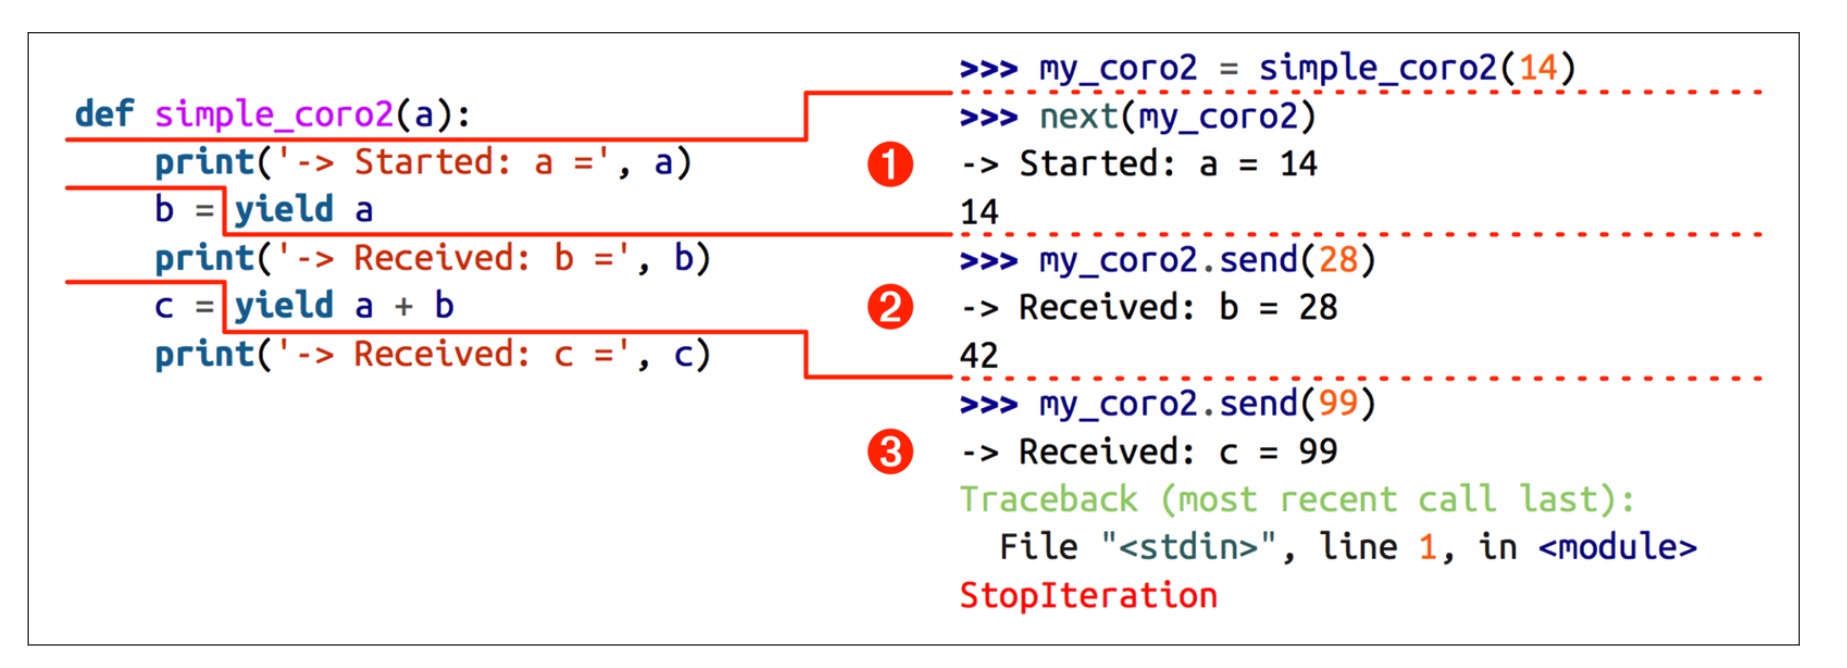 def simple_coro2(a):
    print('-> Started: a =', a)
    b = yield a
    print('-> Received: b =', b)
    c = yield a + b
    print('-> Received: c =', c)
>>> my_coro2 = simple_coro2(14)
>>> next(my_coro2)
1
-> Started: a = 14
14
>>> my_coro2.send(28)
2
-> Received: b = 28
42
>>> my_coro2.send(99)
3
-> Received: c = 99
Traceback (most recent call last):
  File "<stdin>", line 1, in <module>
StopIteration